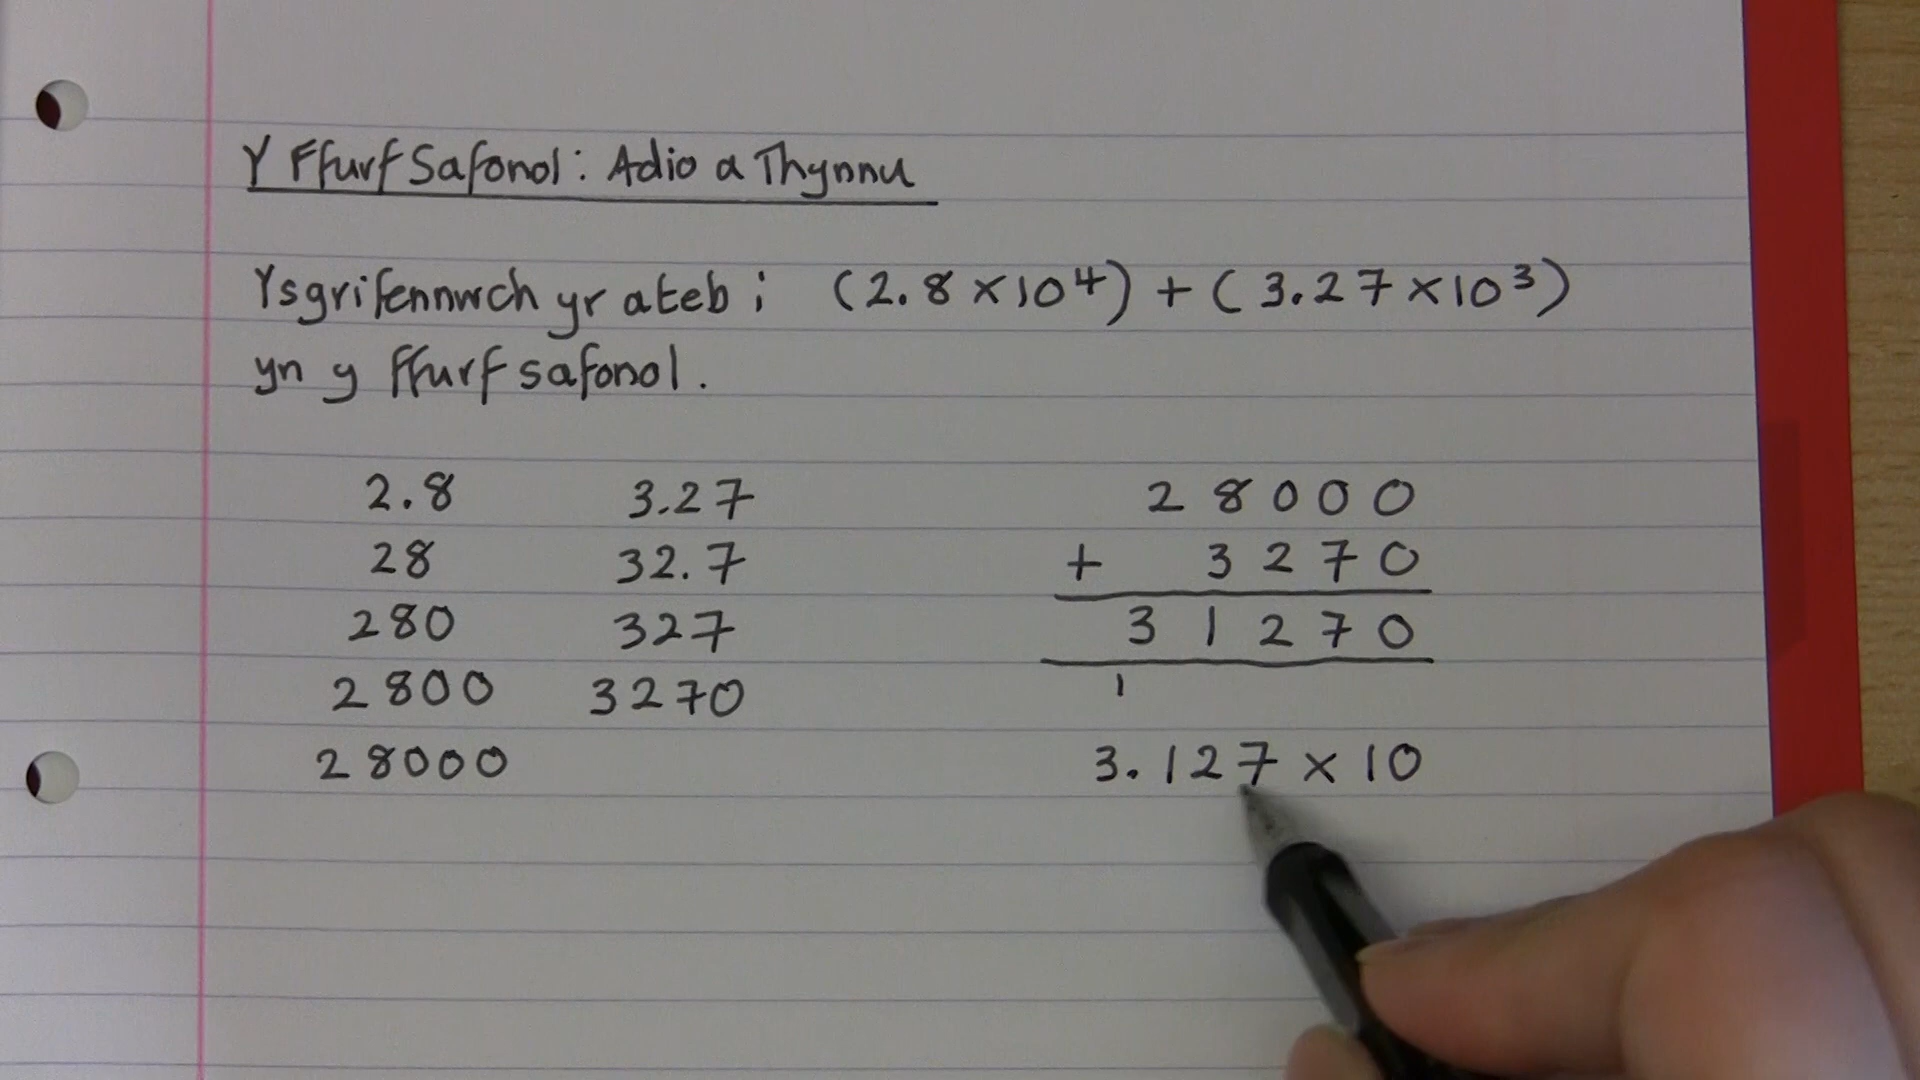 Y Ffurf Safonol: Adio a Thynnu
Ysgrifennwch yr ateb i (2.8 × 10⁴) + (3.27 × 10³)
yn y ffurf safonol.
2.8 3.27
28 32.7
280 327
2800 3270
28000
28000
+ 3270
31270
1
3.127 × 10